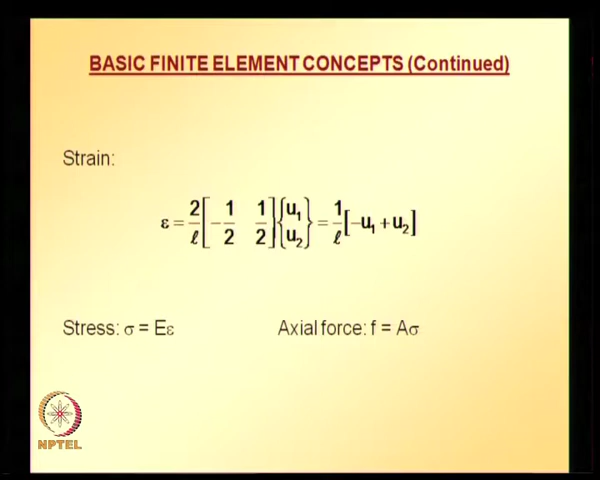 BASIC FINITE ELEMENT CONCEPTS (Continued)
Strain:
ε = 2/ℓ [-1/2 1/2] {u₁ u₂} = 1/ℓ [-u₁ + u₂]
Stress: σ = Eε Axial force: f = Aσ
NPTEL